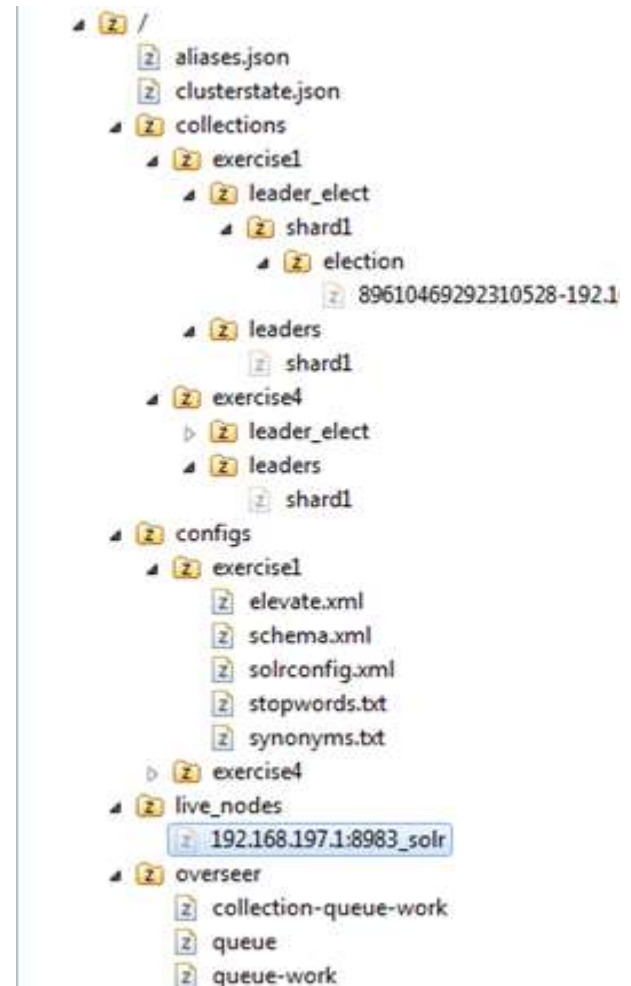 /
aliases.json
clusterstate.json
collections
exercise1
leader_elect
shard1
election
89610469292310528-192.1
leaders
shard1
exercise4
leader_elect
leaders
shard1
configs
exercise1
elevate.xml
schema.xml
solrconfig.xml
stopwords.txt
synonyms.txt
exercise4
live_nodes
192.168.197.1:8983_solr
overseer
collection-queue-work
queue
queue-work